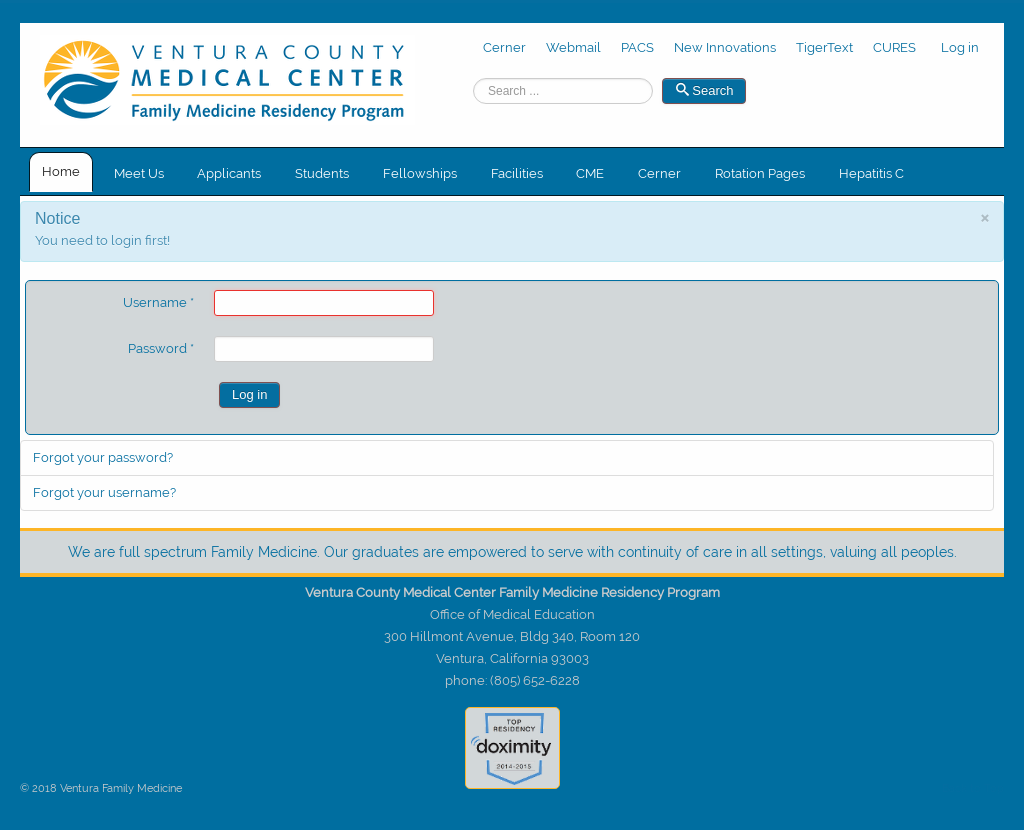 VENTURA COUNTY
MEDICAL CENTER
Family Medicine Residency Program
Cerner Webmail PACS New Innovations TigerText CURES Log in
Search ... Search
Home Meet Us Applicants Students Fellowships Facilities CME Cerner Rotation Pages Hepatitis C
Notice ×
You need to login first!
Username *
Password *
Log in
Forgot your password?
Forgot your username?
We are full spectrum Family Medicine. Our graduates are empowered to serve with continuity of care in all settings, valuing all peoples.
Ventura County Medical Center Family Medicine Residency Program
Office of Medical Education
300 Hillmont Avenue, Bldg 340, Room 120
Ventura, California 93003
phone: (805) 652-6228
TOP
RESIDENCY
doximity
2014-2015
© 2018 Ventura Family Medicine